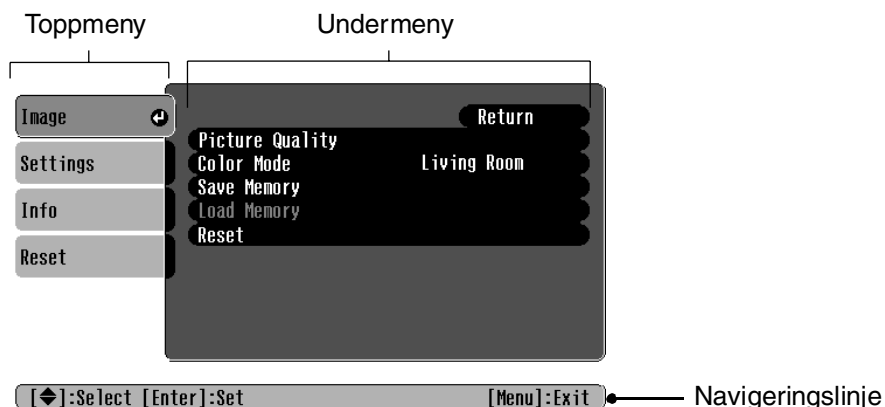 Toppmeny
Undermeny
Image
Settings
Info
Reset
Return
Picture Quality
Color Mode Living Room
Save Memory
Load Memory
Reset
[◆]:Select [Enter]:Set [Menu]:Exit
Navigeringslinje